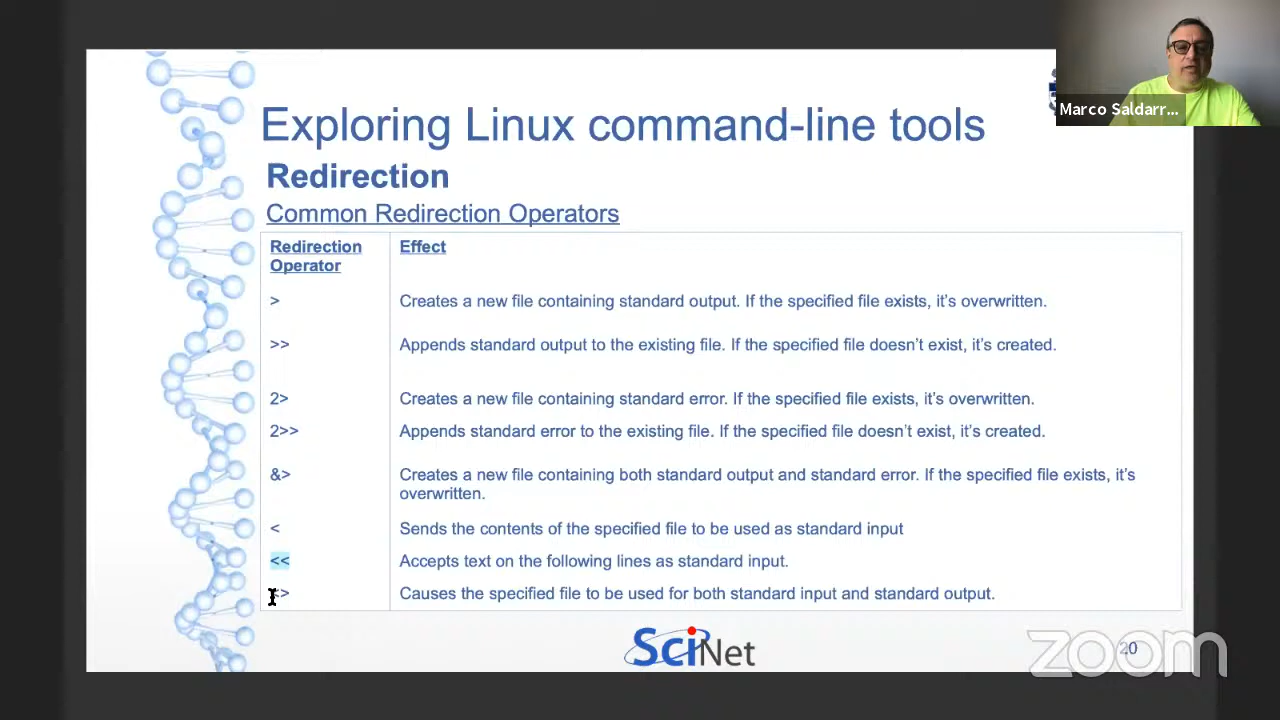 Marco Saldarr...
Exploring Linux command-line tools
Redirection
Common Redirection Operators
Redirection Operator
Effect
>
Creates a new file containing standard output. If the specified file exists, it's overwritten.
>>
Appends standard output to the existing file. If the specified file doesn't exist, it's created.
2>
Creates a new file containing standard error. If the specified file exists, it's overwritten.
2>>
Appends standard error to the existing file. If the specified file doesn't exist, it's created.
&>
Creates a new file containing both standard output and standard error. If the specified file exists, it's
overwritten.
<
Sends the contents of the specified file to be used as standard input
<<
Accepts text on the following lines as standard input.
<>
Causes the specified file to be used for both standard input and standard output.
SciNet
zoom
20